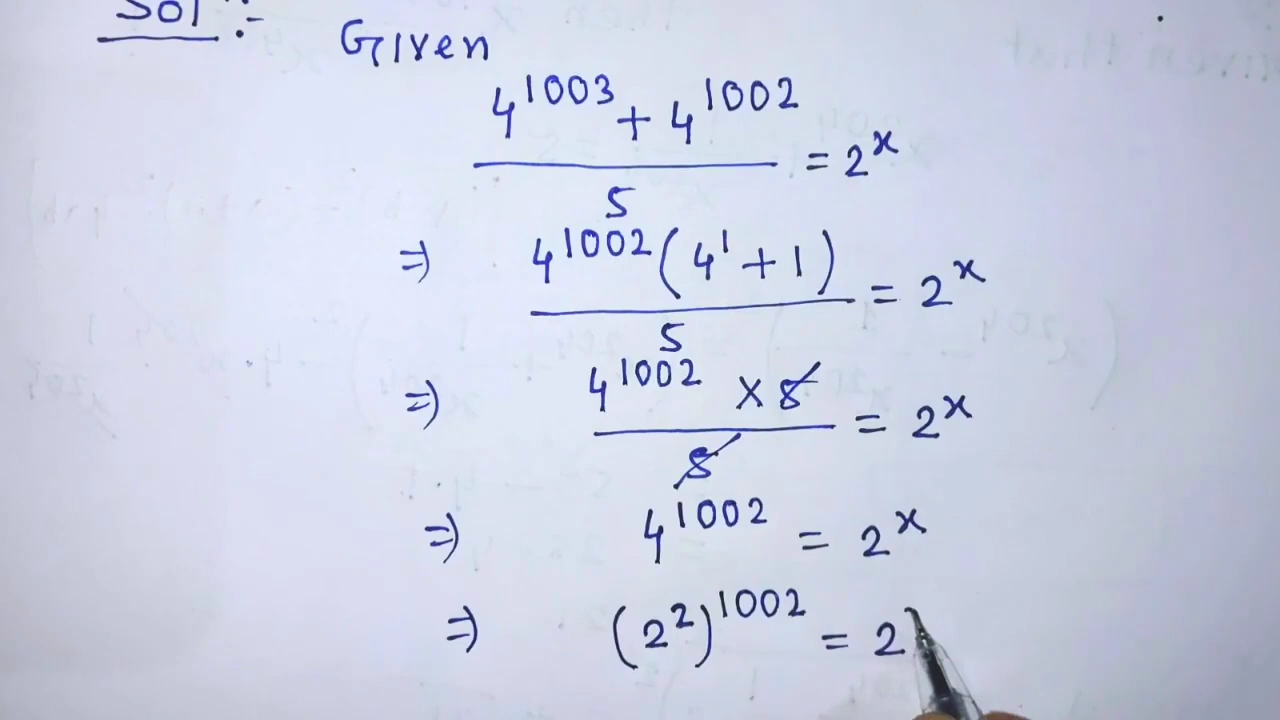 Sol :-
Given
4^1003 + 4^1002 / 5 = 2^x
⇒ 4^1002 (4^1 + 1) / 5 = 2^x
⇒ 4^1002 × 5 / 5 = 2^x
⇒ 4^1002 = 2^x
⇒ (2^2)^1002 = 2